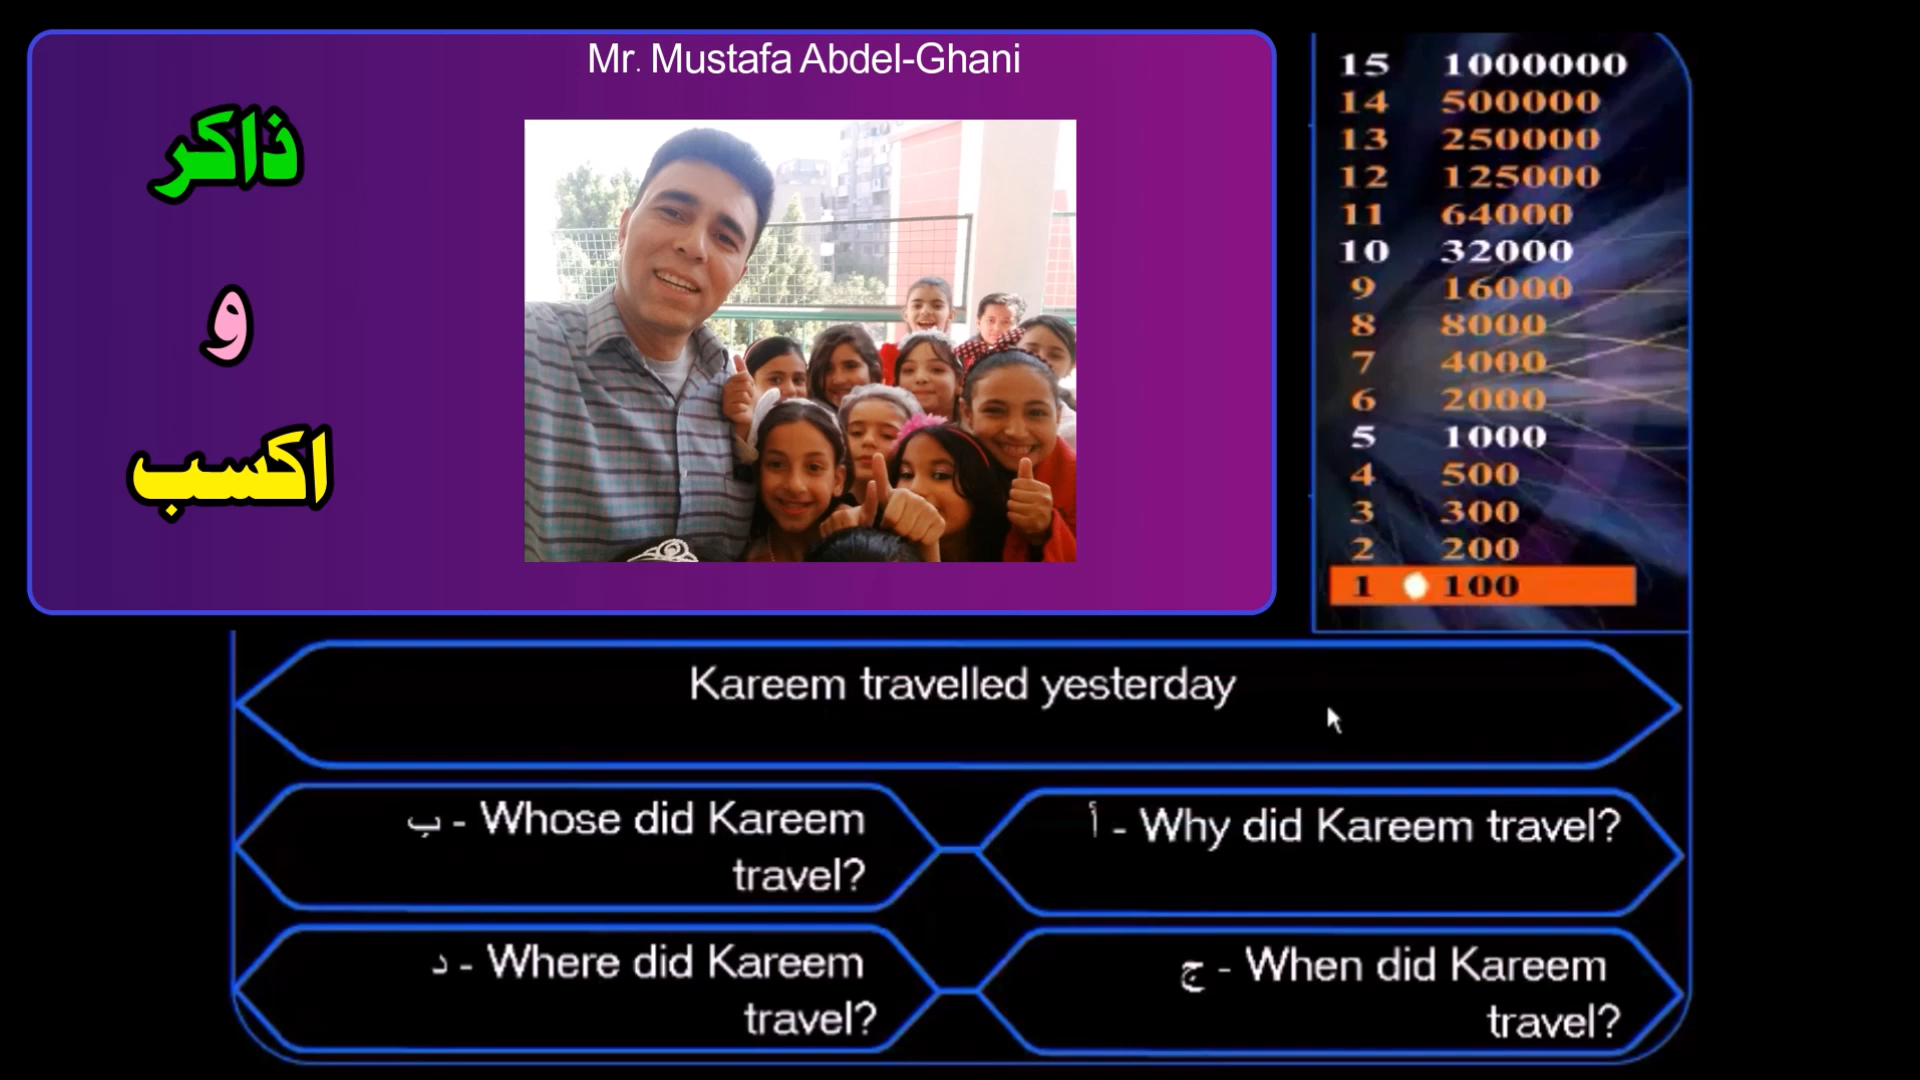 Mr. Mustafa Abdel-Ghani
ذاكر
و
اكسب
15 1000000
14 500000
13 250000
12 125000
11 64000
10 32000
9 16000
8 8000
7 4000
6 2000
5 1000
4 500
3 300
2 200
1 100
Kareem travelled yesterday
أ - Why did Kareem travel?
ب - Whose did Kareem
travel?
ج - When did Kareem
travel?
د - Where did Kareem
travel?